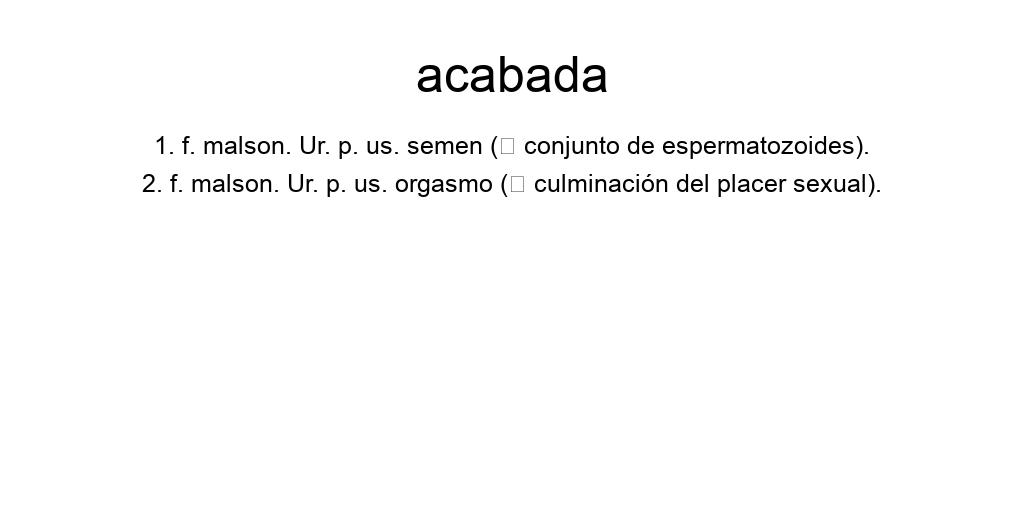 acabada
1. f. malson. Ur. p. us. semen (□ conjunto de espermatozoides).
2. f. malson. Ur. p. us. orgasmo (□ culminación del placer sexual).